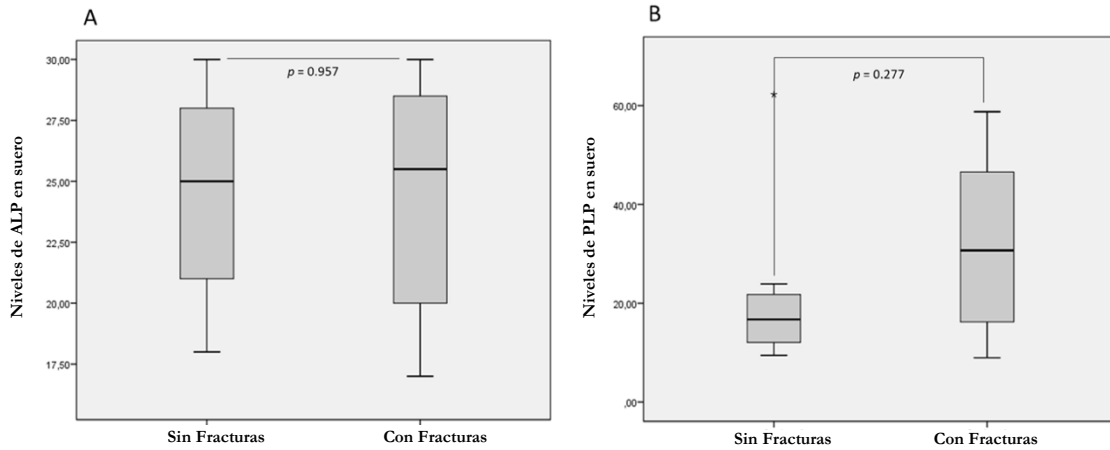 A
Niveles de ALP en suero
30,00
27,50
25,00
22,50
20,00
17,50
p = 0.957
Sin Fracturas
Con Fracturas
B
Niveles de PLP en suero
60,00
40,00
20,00
,00
*
p = 0.277
Sin Fracturas
Con Fracturas